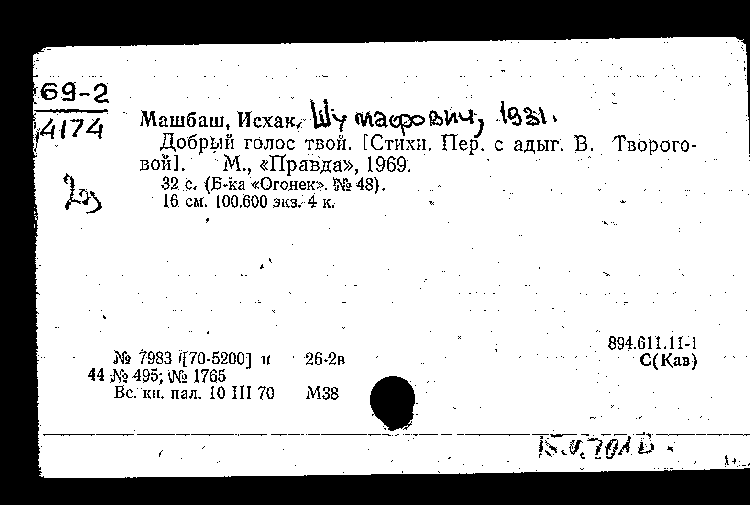 69-2
4174
Машбаш, Исхак, Шумафович, 1931.
Добрый голос твой. [Стихи. Пер. с адыг. В. Творого-
вой]. М., «Правда», 1969.
32 с. (Б-ка «Огонек». № 48).
16 см. 100.600 экз. 4 к.
894.611.11-1
№ 7983 [70-5200] п 26-2в
С(Кав)
44 № 495; № 1765
Вс. кн. пал. 10 III 70 М38